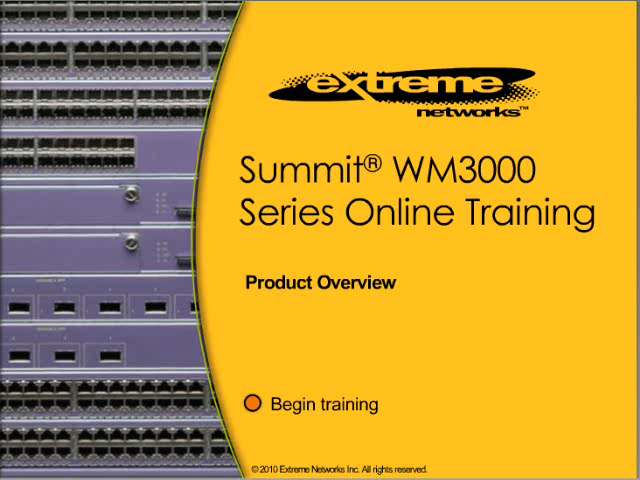 extreme
networks™
Summit® WM3000
Series Online Training
Product Overview
Begin training
© 2010 Extreme Networks Inc. All rights reserved.